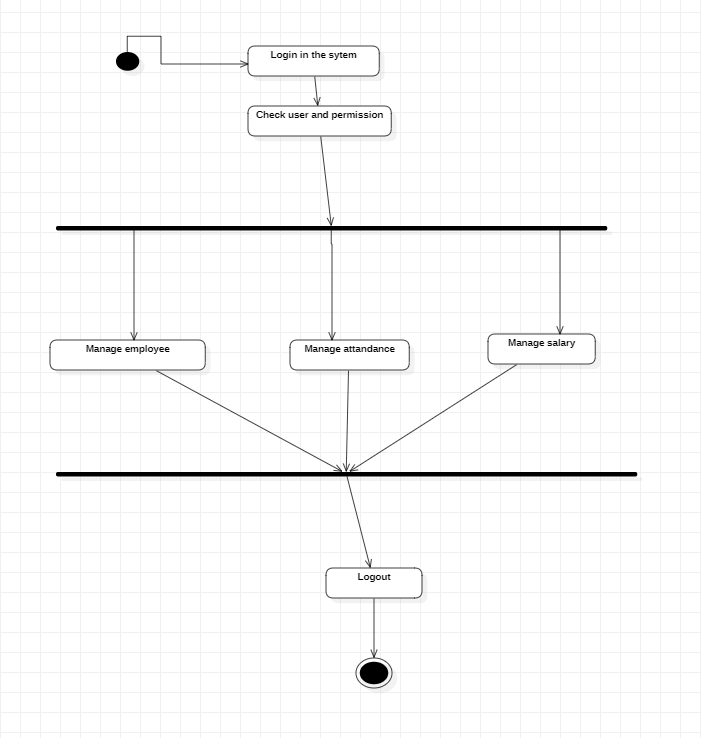 Login in the sytem
Check user and permission
Manage employee
Manage attandance
Manage salary
Logout